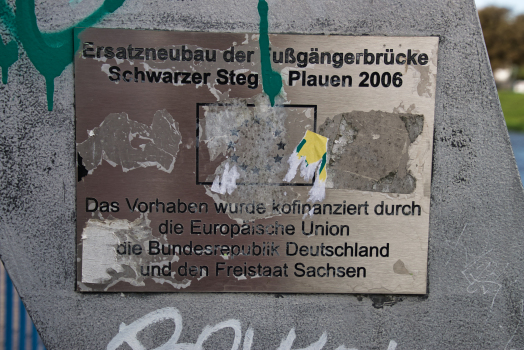 Ersatzneubau der Fußgängerbrücke
Schwarzer Steg Plauen 2006
Das Vorhaben wurde kofinanziert durch
die Europäische Union
die Bundesrepublik Deutschland
und den Freistaat Sachsen